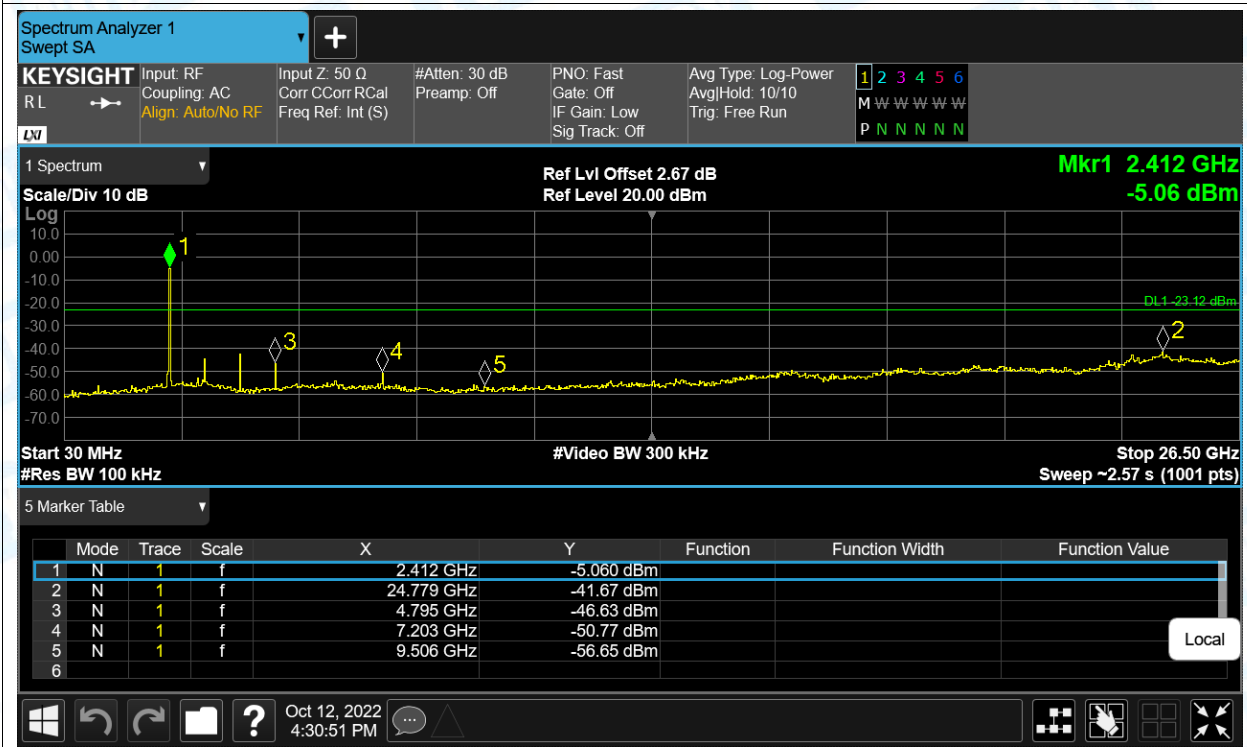 Spectrum Analyzer 1
Swept SA
+
KEYSIGHT Input: RF Input Z: 50 Ω #Atten: 30 dB PNO: Fast Avg Type: Log-Power 1 2 3 4 5 6
R L Coupling: AC Corr CCorr RCal Preamp: Off Gate: Off Avg|Hold: 10/10 M W W W W W W
Align: Auto/No RF Freq Ref: Int (S) IF Gain: Low Trig: Free Run
LXI Sig Track: Off P N N N N N N
1 Spectrum Ref Lvl Offset 2.67 dB Mkr1 2.412 GHz
Scale/Div 10 dB Ref Level 20.00 dBm -5.06 dBm
Log
10.0
1
0.00
-10.0
-20.0 DL1 -23.12 dBm
-30.0
3 2
-40.0
4
-50.0 5
-60.0
-70.0
Start 30 MHz #Video BW 300 kHz Stop 26.50 GHz
#Res BW 100 kHz Sweep ~2.57 s (1001 pts)
5 Marker Table
Mode Trace Scale X Y Function Function Width Function Value
1 N 1 f 2.412 GHz -5.060 dBm
2 N 1 f 24.779 GHz -41.67 dBm
3 N 1 f 4.795 GHz -46.63 dBm
4 N 1 f 7.203 GHz -50.77 dBm
5 N 1 f 9.506 GHz -56.65 dBm
6
Local
? Oct 12, 2022
4:30:51 PM